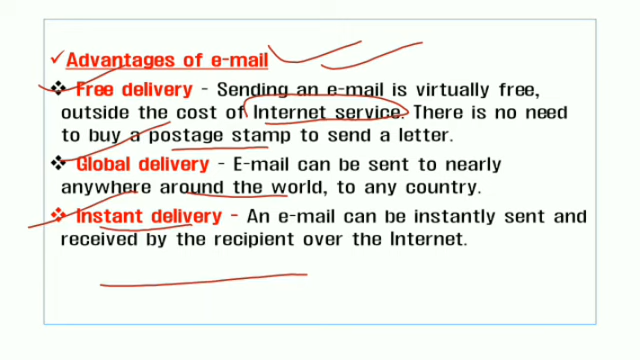 Advantages of e-mail
Free delivery - Sending an e-mail is virtually free,
outside the cost of Internet service. There is no need
to buy a postage stamp to send a letter.
Global delivery - E-mail can be sent to nearly
anywhere around the world, to any country.
Instant delivery - An e-mail can be instantly sent and
received by the recipient over the Internet.